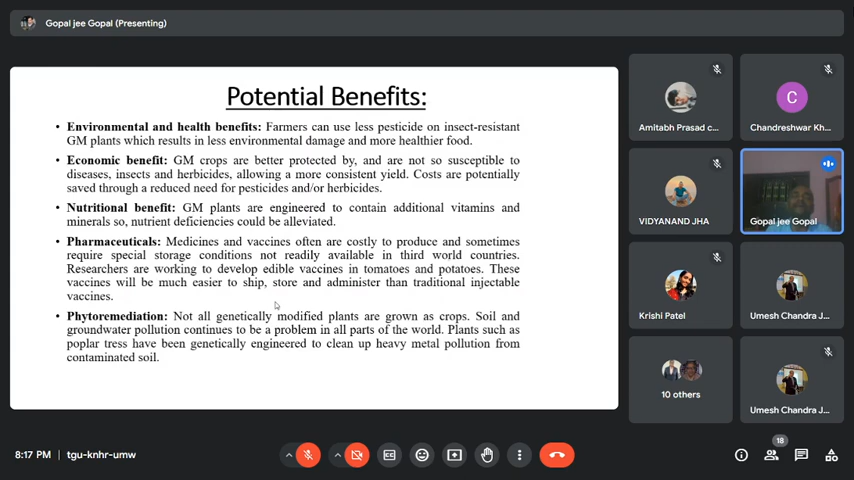 Gopal jee Gopal (Presenting)
Potential Benefits:
• Environmental and health benefits: Farmers can use less pesticide on insect-resistant
GM plants which results in less environmental damage and more healthier food.
• Economic benefit: GM crops are better protected by, and are not so susceptible to
diseases, insects and herbicides, allowing a more consistent yield. Costs are potentially
saved through a reduced need for pesticides and/or herbicides.
• Nutritional benefit: GM plants are engineered to contain additional vitamins and
minerals so, nutrient deficiencies could be alleviated.
• Pharmaceuticals: Medicines and vaccines often are costly to produce and sometimes
require special storage conditions not readily available in third world countries.
Researchers are working to develop edible vaccines in tomatoes and potatoes. These
vaccines will be much easier to ship, store and administer than traditional injectable
vaccines.
• Phytoremediation: Not all genetically modified plants are grown as crops. Soil and
groundwater pollution continues to be a problem in all parts of the world. Plants such as
poplar tress have been genetically engineered to clean up heavy metal pollution from
contaminated soil.
Amitabh Prasad c...
C
Chandreshwar Kh...
VIDYANAND JHA
Gopal jee Gopal
Krishi Patel
Umesh Chandra J...
10 others
Umesh Chandra J...
8:17 PM | tgu-knhr-umw
CC
18